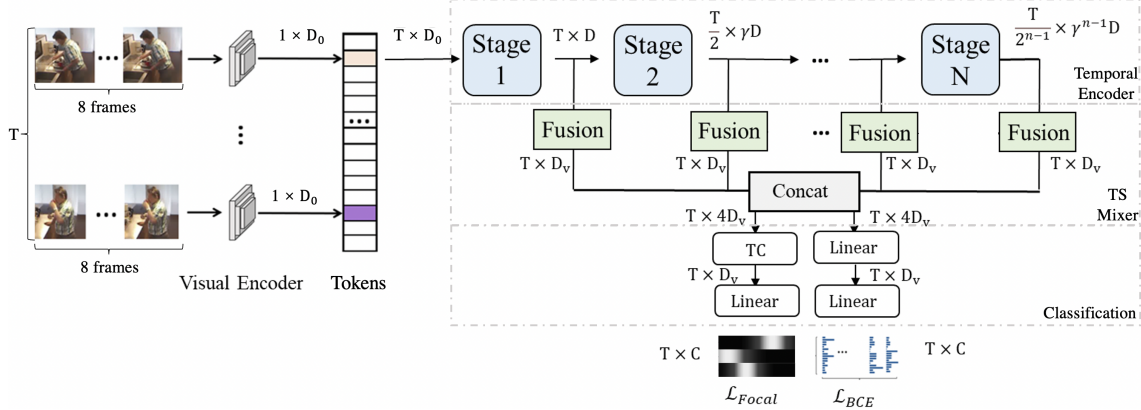 1 × D₀
T × D₀
Stage
1
T × D
Stage
2
T/2 × γD
...
Stage
N
T/2ⁿ⁻¹ × γⁿ⁻¹D
Temporal
Encoder
8 frames
T
...
Fusion
Fusion
...
Fusion
Fusion
T × Dᵥ
T × Dᵥ
T × Dᵥ
T × Dᵥ
Concat
TS
Mixer
1 × D₀
8 frames
Visual Encoder
Tokens
T × 4Dᵥ
T × 4Dᵥ
TC
Linear
T × Dᵥ
T × Dᵥ
Linear
Linear
Classification
T × C
...
T × C
ℒFocal
ℒBCE